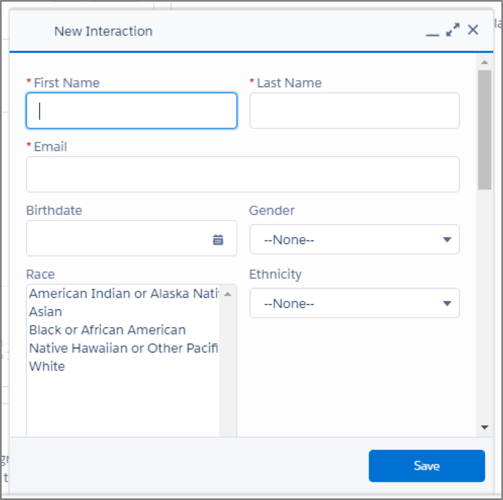 New Interaction
* First Name
* Last Name
* Email
Birthdate
Gender
--None--
Race
American Indian or Alaska Nati
Asian
Black or African American
Native Hawaiian or Other Pacifi
White
Ethnicity
--None--
Save